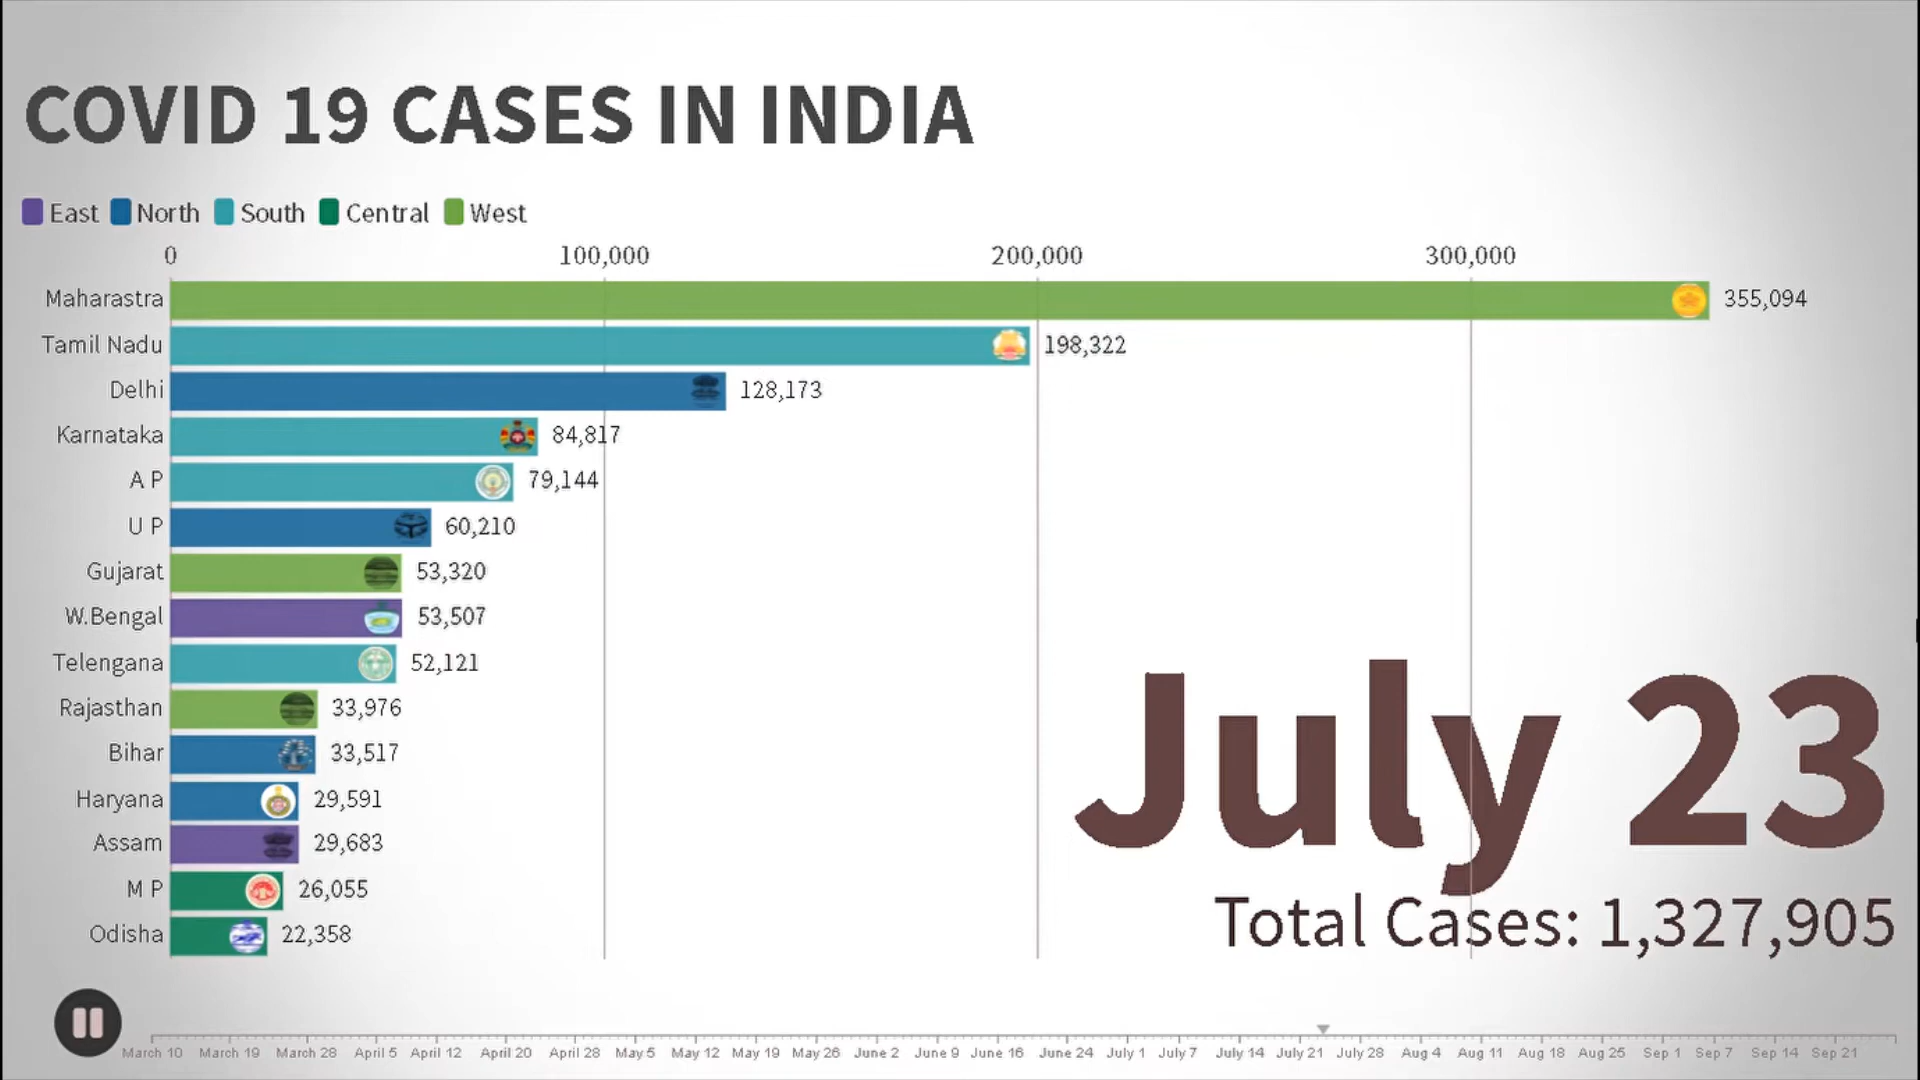 COVID 19 CASES IN INDIA
East North South Central West
0 100,000 200,000 300,000
Maharastra 355,094
Tamil Nadu 198,322
Delhi 128,173
Karnataka 84,817
A P 79,144
U P 60,210
Gujarat 53,320
W.Bengal 53,507
Telengana 52,121
Rajasthan 33,976
Bihar 33,517
Haryana 29,591
Assam 29,683
M P 26,055
Odisha 22,358
July 23
Total Cases: 1,327,905
March 10 March 19 March 28 April 5 April 12 April 20 April 28 May 5 May 12 May 19 May 26 June 2 June 9 June 16 June 24 July 1 July 7 July 14 July 21 July 28 Aug 4 Aug 11 Aug 18 Aug 25 Sep 1 Sep 7 Sep 14 Sep 21